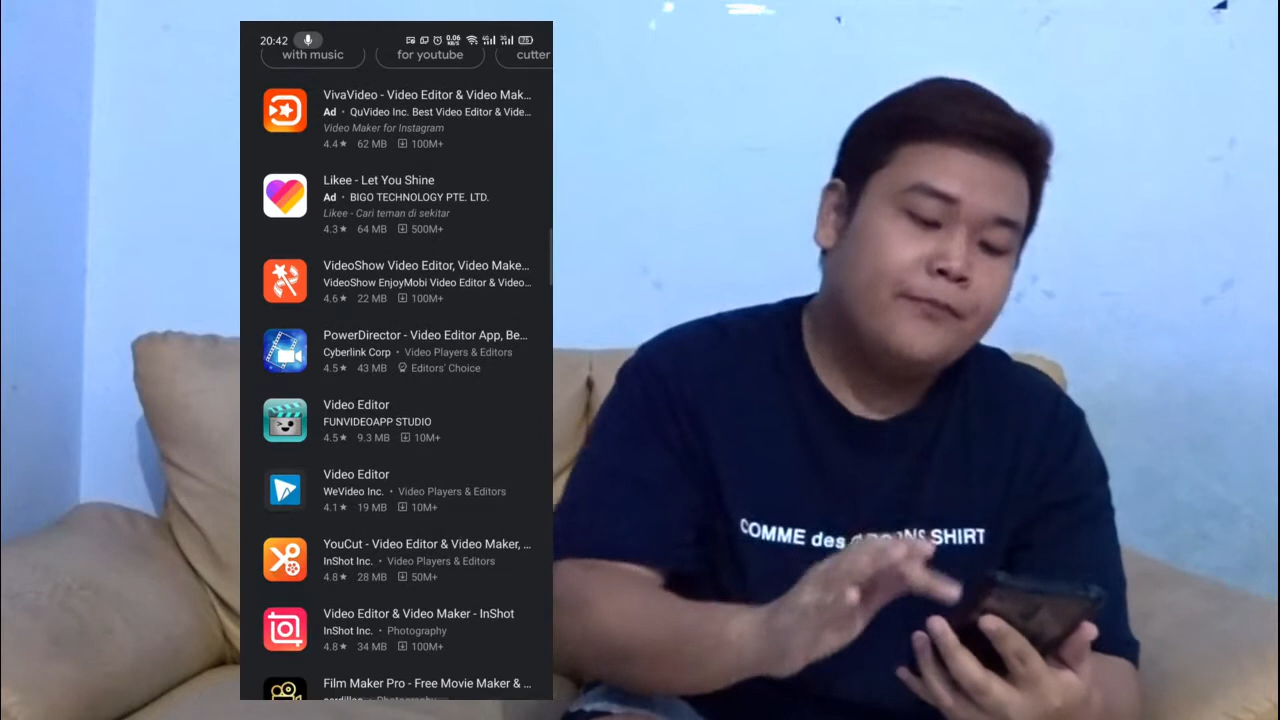 20:42
0.06 KB/S
75
with music
for youtube
cutter
VivaVideo - Video Editor & Video Mak...
Ad • QuVideo Inc. Best Video Editor & Vide...
Video Maker for Instagram
4.4★ 62 MB 100M+
Likee - Let You Shine
Ad • BIGO TECHNOLOGY PTE. LTD.
Likee - Cari teman di sekitar
4.3★ 64 MB 500M+
VideoShow Video Editor, Video Make...
VideoShow EnjoyMobi Video Editor & Video...
4.6★ 22 MB 100M+
PowerDirector - Video Editor App, Be...
Cyberlink Corp • Video Players & Editors
4.5★ 43 MB Editors' Choice
Video Editor
FUNVIDEOAPP STUDIO
4.5★ 9.3 MB 10M+
Video Editor
WeVideo Inc. • Video Players & Editors
4.1★ 19 MB 10M+
YouCut - Video Editor & Video Maker, ...
InShot Inc. • Video Players & Editors
4.8★ 28 MB 50M+
Video Editor & Video Maker - InShot
InShot Inc. • Photography
4.8★ 34 MB 100M+
Film Maker Pro - Free Movie Maker & ...
COMME des SHIRT